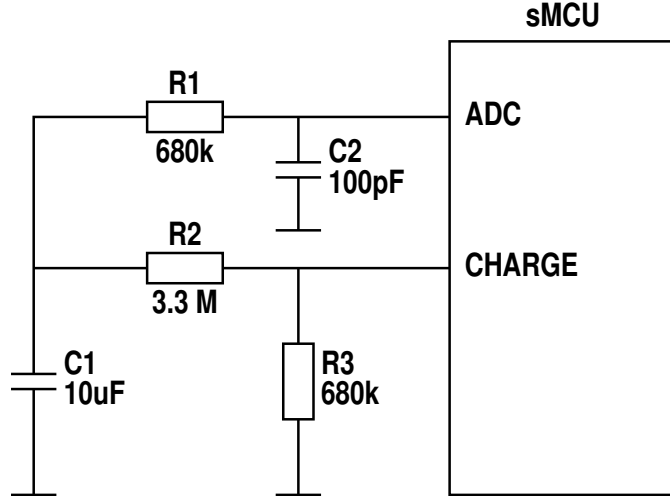 sMCU
R1
680k
ADC
C2
100pF
R2
3.3 M
CHARGE
C1
10uF
R3
680k